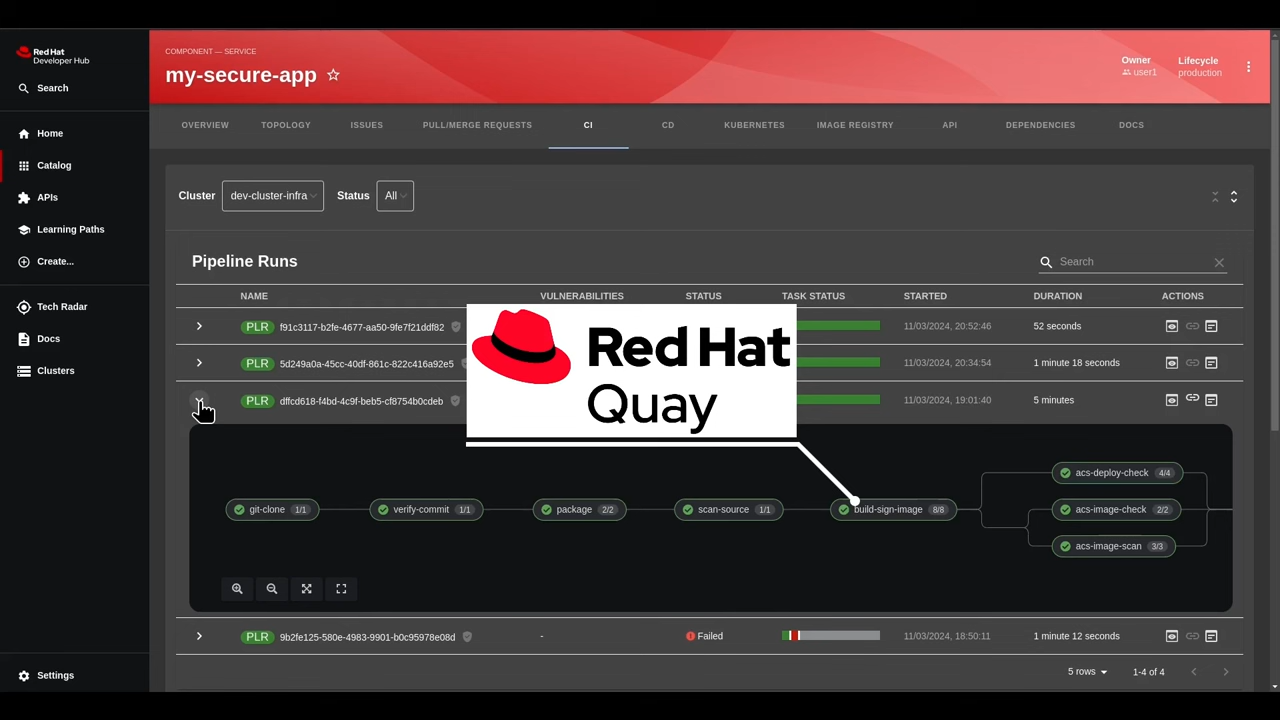 Red Hat
Developer Hub
Search
Home
Catalog
APIs
Learning Paths
Create...
Tech Radar
Docs
Clusters
Settings
COMPONENT — SERVICE
my-secure-app
Owner
user1
Lifecycle
production
OVERVIEW TOPOLOGY ISSUES PULL/MERGE REQUESTS CI CD KUBERNETES IMAGE REGISTRY API DEPENDENCIES DOCS
Cluster dev-cluster-infra Status All
Pipeline Runs
Search
NAME VULNERABILITIES STATUS TASK STATUS STARTED DURATION ACTIONS
PLR f91c3117-b2fe-4677-aa50-9fe7f21ddf82 11/03/2024, 20:52:46 52 seconds
PLR 5d249a0a-45cc-40df-861c-822c416a92e5 11/03/2024, 20:34:54 1 minute 18 seconds
PLR dffcd618-f4bd-4c9f-beb5-cf8754b0cdeb 11/03/2024, 19:01:40 5 minutes
Red Hat
Quay
git-clone 1/1 verify-commit 1/1 package 2/2 scan-source 1/1 build-sign-image 8/8
acs-deploy-check 4/4
acs-image-check 2/2
acs-image-scan 3/3
PLR 9b2fe125-580e-4983-9901-b0c95978e08d - Failed 11/03/2024, 18:50:11 1 minute 12 seconds
5 rows 1-4 of 4